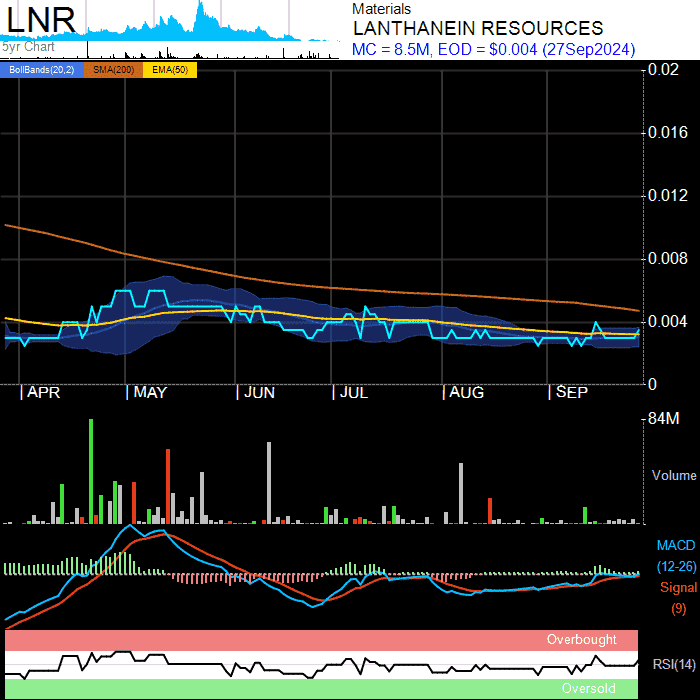 LNR
5yr Chart
Materials
LANTHANEIN RESOURCES
MC = 8.5M, EOD = $0.004 (27Sep2024)
BollBands(20,2) SMA(200) EMA(50)
0.02
0.016
0.012
0.008
0.004
0
APR MAY JUN JUL AUG SEP
84M
Volume
MACD
(12-26)
Signal
(9)
Overbought
RSI(14)
Oversold